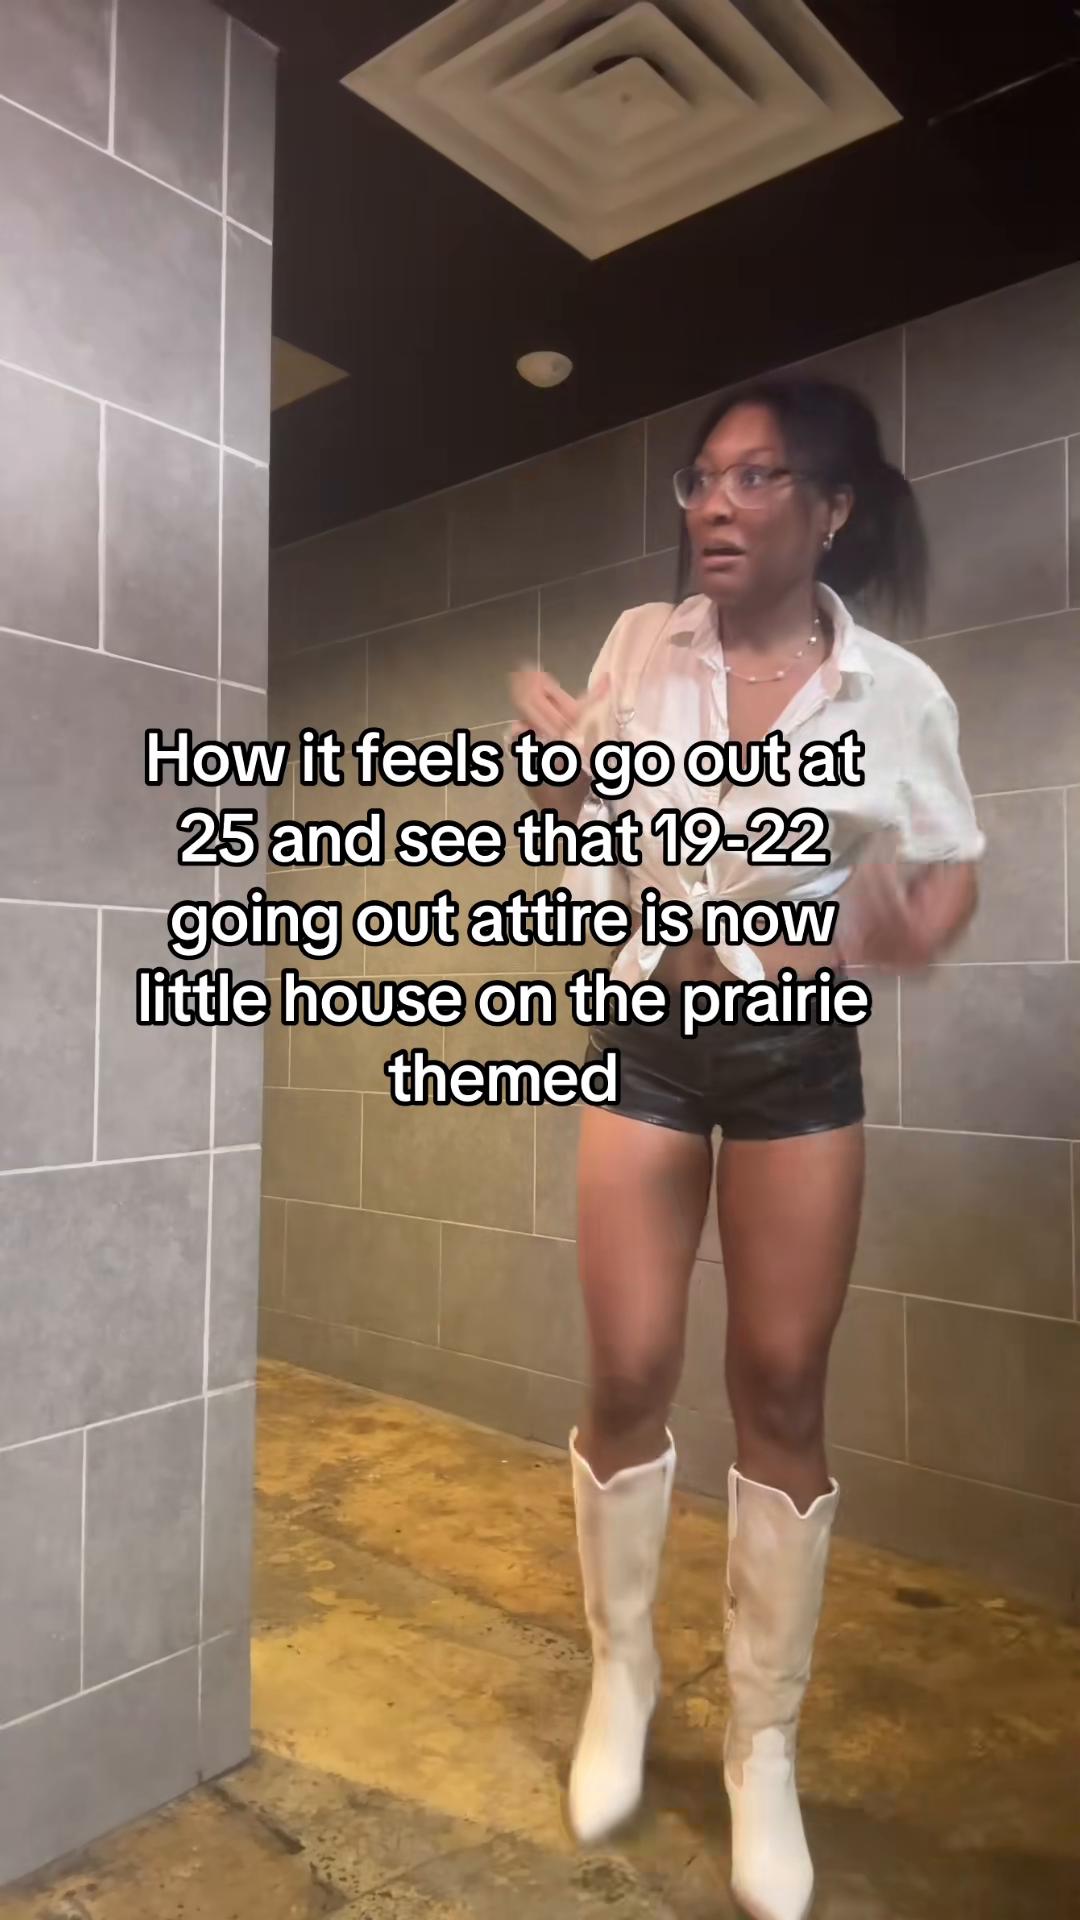 How it feels to go out at
25 and see that 19-22
going out attire is now
little house on the prairie
themed